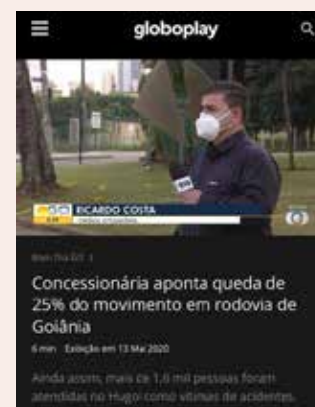 globoplay
RICARDO COSTA
Concessionária aponta queda de
25% do movimento em rodovia de
Goiânia
6 min Exibição em 13 Mai 2020
Ainda assim, mais de 1,6 mil pessoas foram
atendidas no Hugo como vítimas de acidentes.